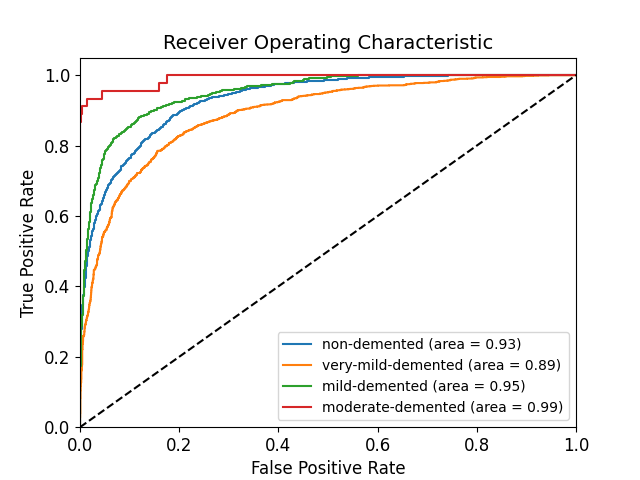 Receiver Operating Characteristic
1.0
0.8
0.6
0.4
0.2
0.0
True Positive Rate
non-demented (area = 0.93)
very-mild-demented (area = 0.89)
mild-demented (area = 0.95)
moderate-demented (area = 0.99)
0.0 0.2 0.4 0.6 0.8 1.0
False Positive Rate